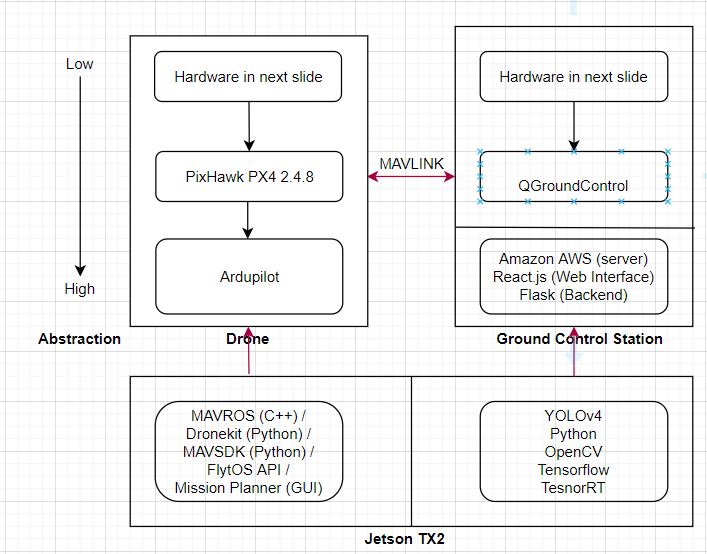 Low
High
Abstraction
Hardware in next slide
PixHawk PX4 2.4.8
Ardupilot
Drone
MAVLINK
Hardware in next slide
QGroundControl
Amazon AWS (server)
React.js (Web Interface)
Flask (Backend)
Ground Control Station
MAVROS (C++) /
Dronekit (Python) /
MAVSDK (Python) /
FlytOS API /
Mission Planner (GUI)
YOLOv4
Python
OpenCV
Tensorflow
TesnorRT
Jetson TX2